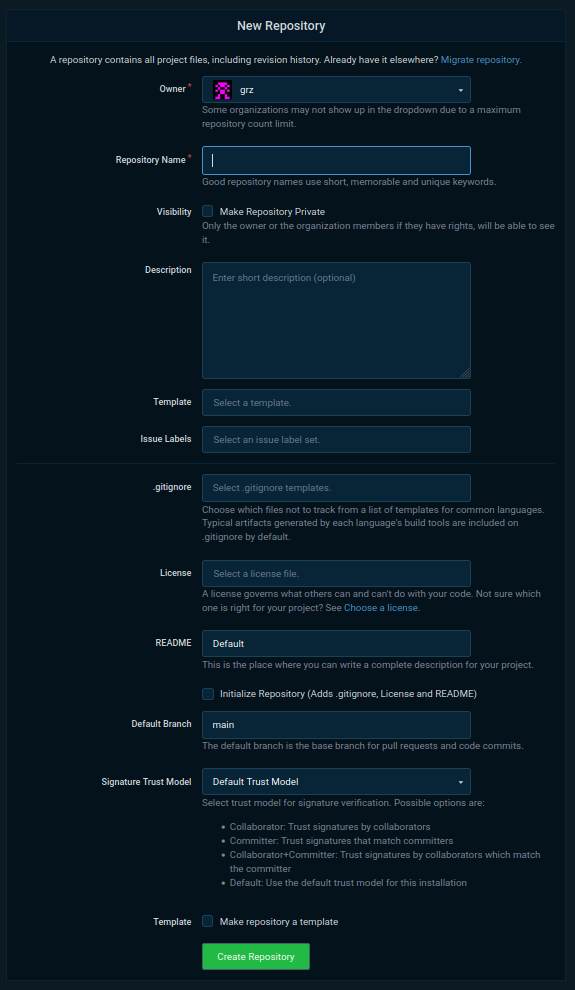 New Repository
A repository contains all project files, including revision history. Already have it elsewhere? Migrate repository.
Owner *
grz
Some organizations may not show up in the dropdown due to a maximum
repository count limit.
Repository Name *
Good repository names use short, memorable and unique keywords.
Visibility
Make Repository Private
Only the owner or the organization members if they have rights, will be able to see
it.
Description
Enter short description (optional)
Template
Select a template.
Issue Labels
Select an issue label set.
.gitignore
Select .gitignore templates.
Choose which files not to track from a list of templates for common languages.
Typical artifacts generated by each language's build tools are included on
.gitignore by default.
License
Select a license file.
A license governs what others can and can't do with your code. Not sure which
one is right for your project? See Choose a license.
README
Default
This is the place where you can write a complete description for your project.
Initialize Repository (Adds .gitignore, License and README)
Default Branch
main
The default branch is the base branch for pull requests and code commits.
Signature Trust Model
Default Trust Model
Select trust model for signature verification. Possible options are:
• Collaborator: Trust signatures by collaborators
• Committer: Trust signatures that match committers
• Collaborator+Committer: Trust signatures by collaborators which match
the committer
• Default: Use the default trust model for this installation
Template
Make repository a template
Create Repository